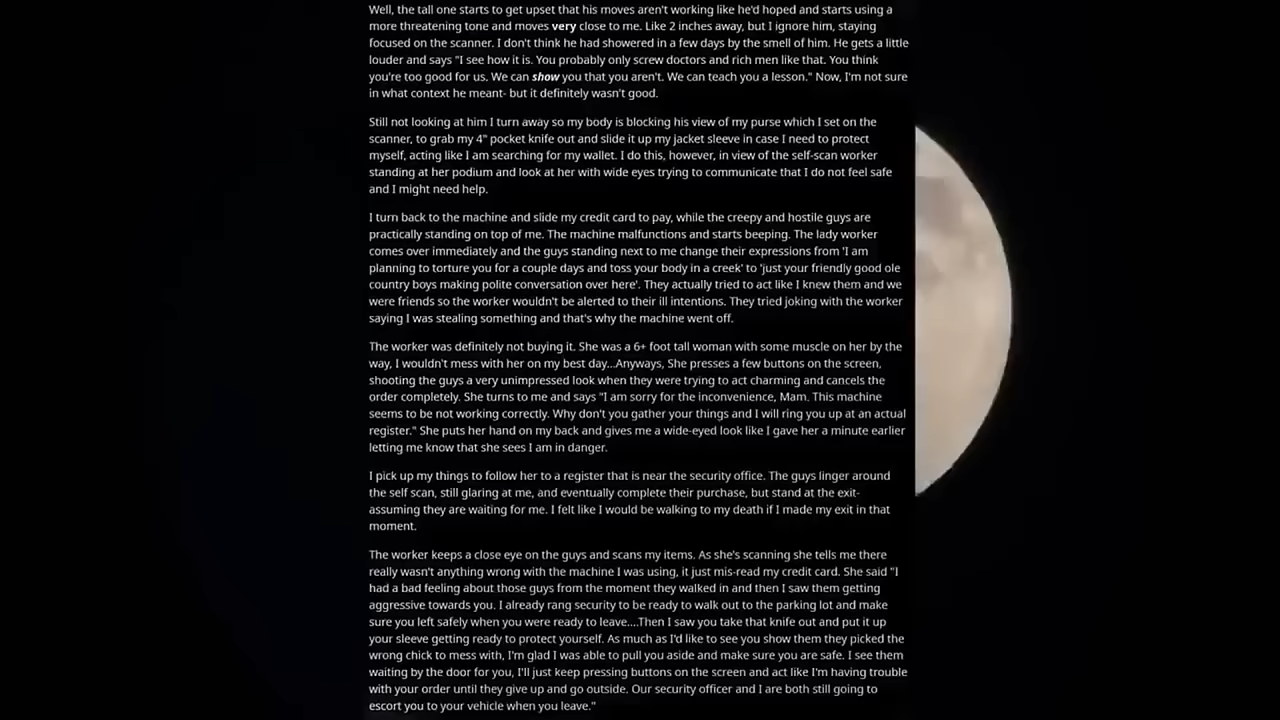 Well, the tall one starts to get upset that his moves aren't working like he'd hoped and starts using a
more threatening tone and moves very close to me. Like 2 inches away, but I ignore him, staying
focused on the scanner. I don't think he had showered in a few days by the smell of him. He gets a little
louder and says "I see how it is. You probably only screw doctors and rich men like that. You think
you're too good for us. We can show you that you aren't. We can teach you a lesson." Now, I'm not sure
in what context he meant- but it definitely wasn't good.
Still not looking at him I turn away so my body is blocking his view of my purse which I set on the
scanner, to grab my 4" pocket knife out and slide it up my jacket sleeve in case I need to protect
myself, acting like I am searching for my wallet. I do this, however, in view of the self-scan worker
standing at her podium and look at her with wide eyes trying to communicate that I do not feel safe
and I might need help.
I turn back to the machine and slide my credit card to pay, while the creepy and hostile guys are
practically standing on top of me. The machine malfunctions and starts beeping. The lady worker
comes over immediately and the guys standing next to me change their expressions from 'I am
planning to torture you for a couple days and toss your body in a creek' to 'just your friendly good ole
country boys making polite conversation over here'. They actually tried to act like I knew them and we
were friends so the worker wouldn't be alerted to their ill intentions. They tried joking with the worker
saying I was stealing something and that's why the machine went off.
The worker was definitely not buying it. She was a 6+ foot tall woman with some muscle on her by the
way, I wouldn't mess with her on my best day...Anyways, She presses a few buttons on the screen,
shooting the guys a very unimpressed look when they were trying to act charming and cancels the
order completely. She turns to me and says "I am sorry for the inconvenience, Mam. This machine
seems to be not working correctly. Why don't you gather your things and I will ring you up at an actual
register." She puts her hand on my back and gives me a wide-eyed look like I gave her a minute earlier
letting me know that she sees I am in danger.
I pick up my things to follow her to a register that is near the security office. The guys linger around
the self scan, still glaring at me, and eventually complete their purchase, but stand at the exit-
assuming they are waiting for me. I felt like I would be walking to my death if I made my exit in that
moment.
The worker keeps a close eye on the guys and scans my items. As she's scanning she tells me there
really wasn't anything wrong with the machine I was using, it just mis-read my credit card. She said "I
had a bad feeling about those guys from the moment they walked in and then I saw them getting
aggressive towards you. I already rang security to be ready to walk out to the parking lot and make
sure you left safely when you were ready to leave....Then I saw you take that knife out and put it up
your sleeve getting ready to protect yourself. As much as I'd like to see you show them they picked the
wrong chick to mess with, I'm glad I was able to pull you aside and make sure you are safe. I see them
waiting by the door for you, I'll just keep pressing buttons on the screen and act like I'm having trouble
with your order until they give up and go outside. Our security officer and I are both still going to
escort you to your vehicle when you leave."